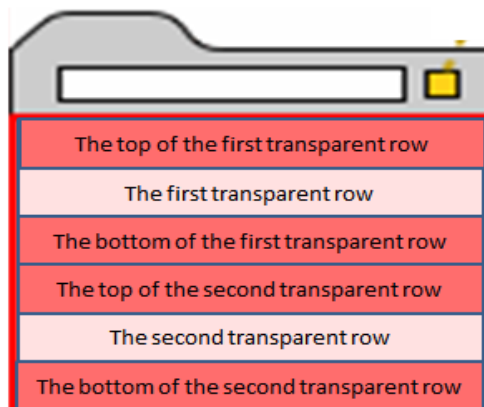 The top of the first transparent row
The first transparent row
The bottom of the first transparent row
The top of the second transparent row
The second transparent row
The bottom of the second transparent row